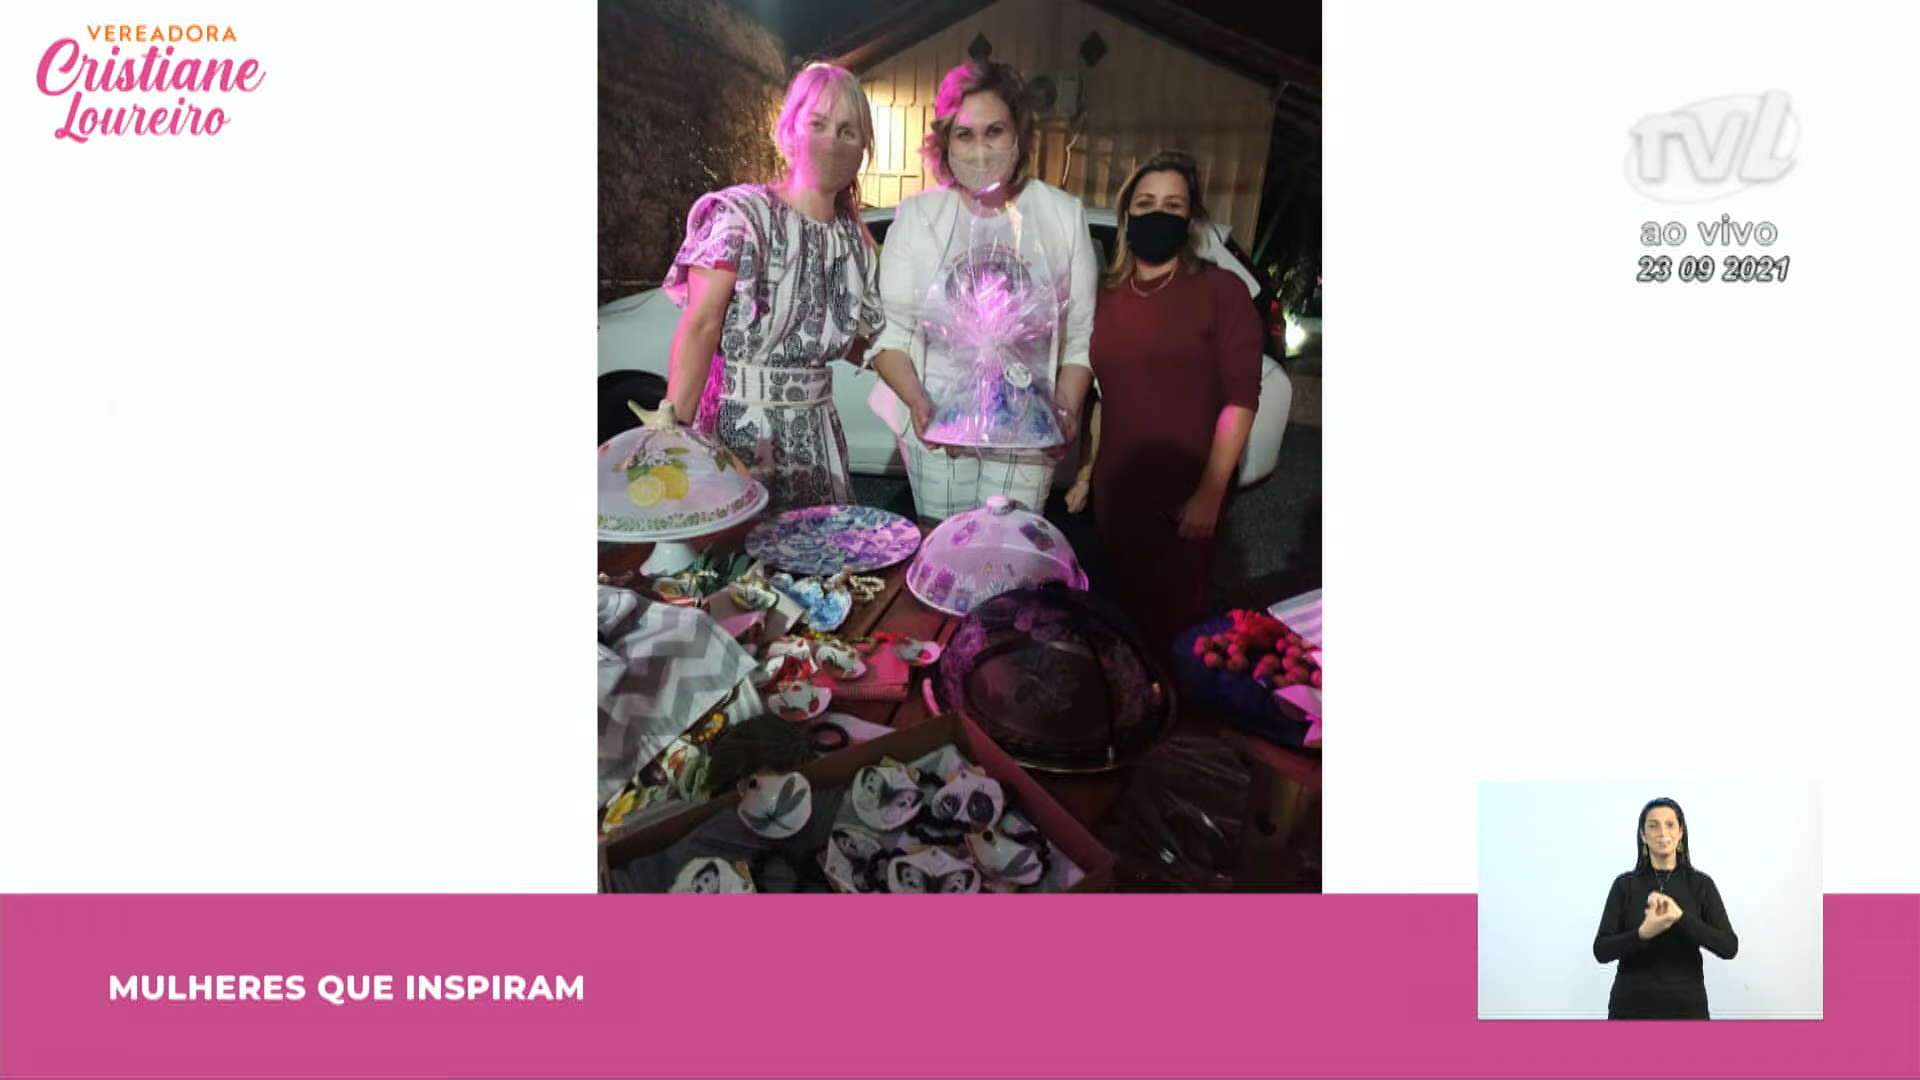 VEREADORA
Cristiane
Loureiro
TVL
ao vivo
23 09 2021
MULHERES QUE INSPIRAM